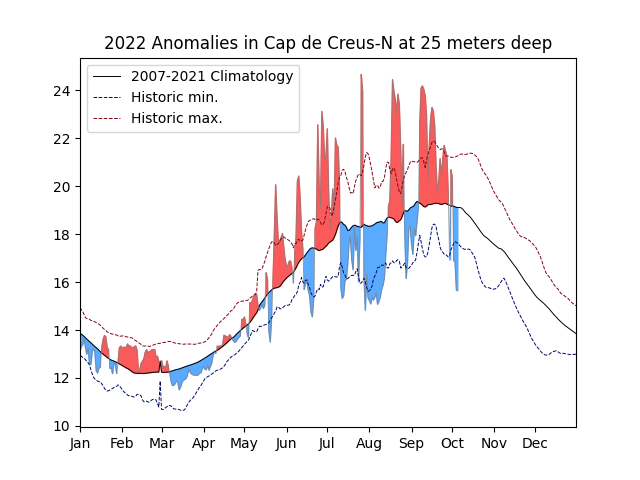 2022 Anomalies in Cap de Creus-N at 25 meters deep
2007-2021 Climatology
Historic min.
Historic max.
24
22
20
18
16
14
12
10
Jan Feb Mar Apr May Jun Jul Aug Sep Oct Nov Dec